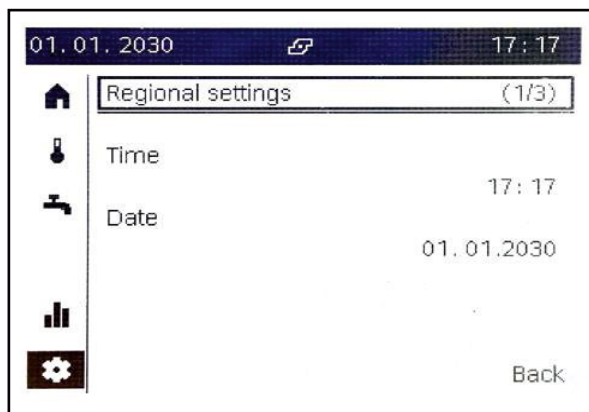 01.01.2030 17:17
Regional settings (1/3)
Time
17:17
Date
01.01.2030
Back